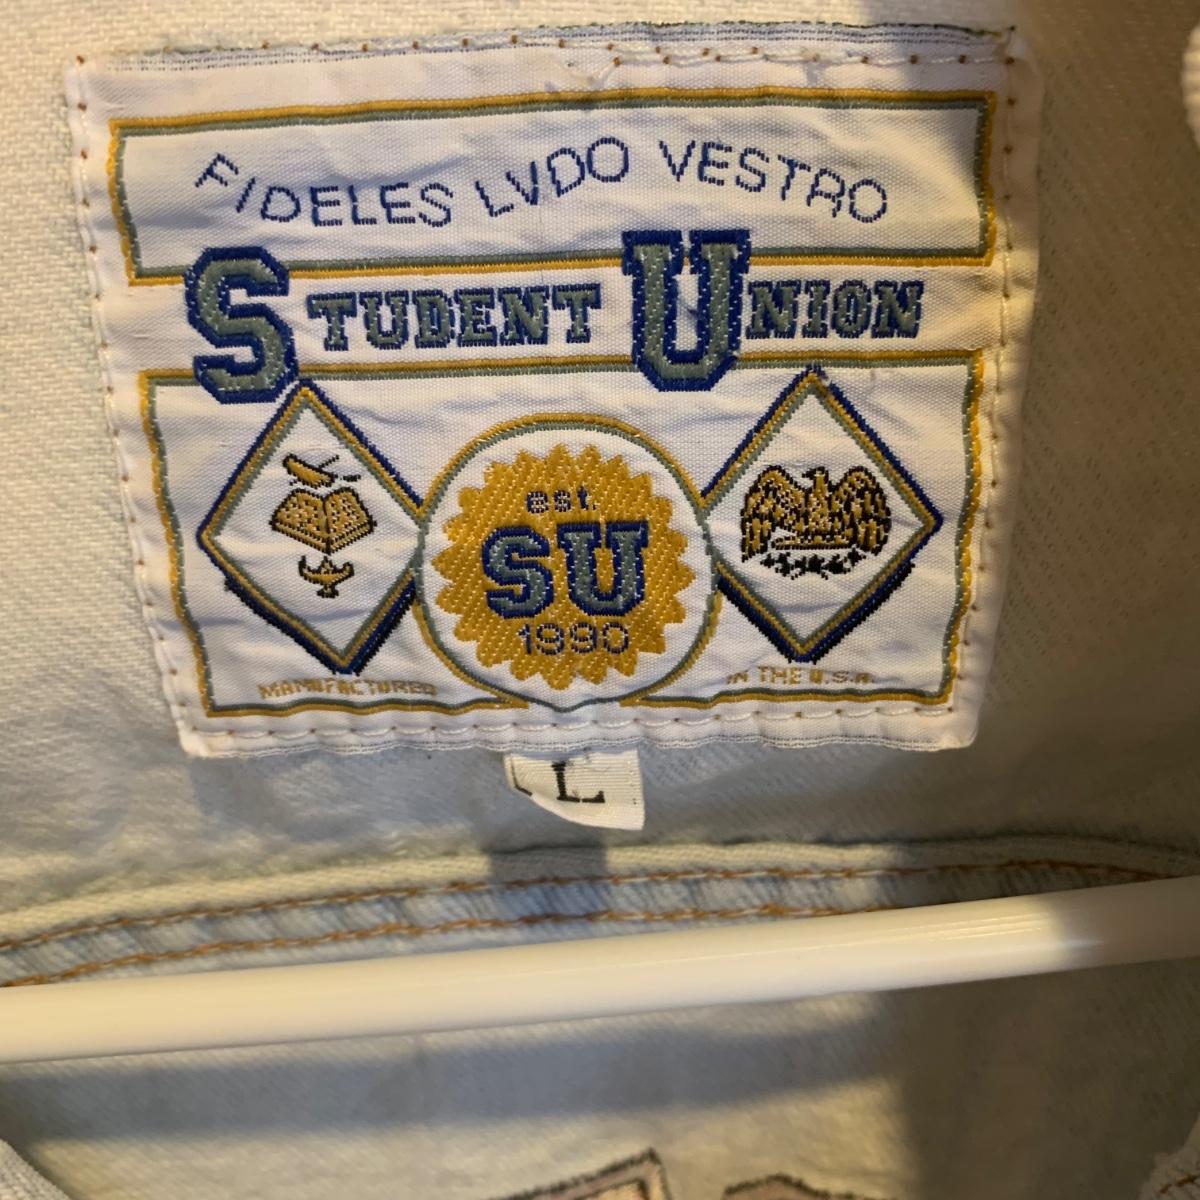 FIDELES LVDO VESTRO
STUDENT UNION
est.
SU
1990
MANUFACTURED IN THE U.S.A.
L